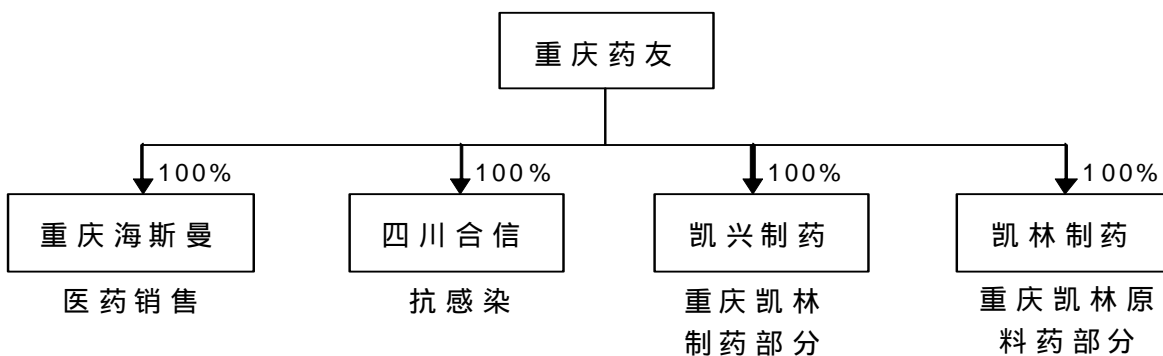 重庆药友
100%
100%
100%
100%
重庆海斯曼
四川合信
凯兴制药
凯林制药
医药销售
抗感染
重庆凯林
制药部分
重庆凯林原
料药部分